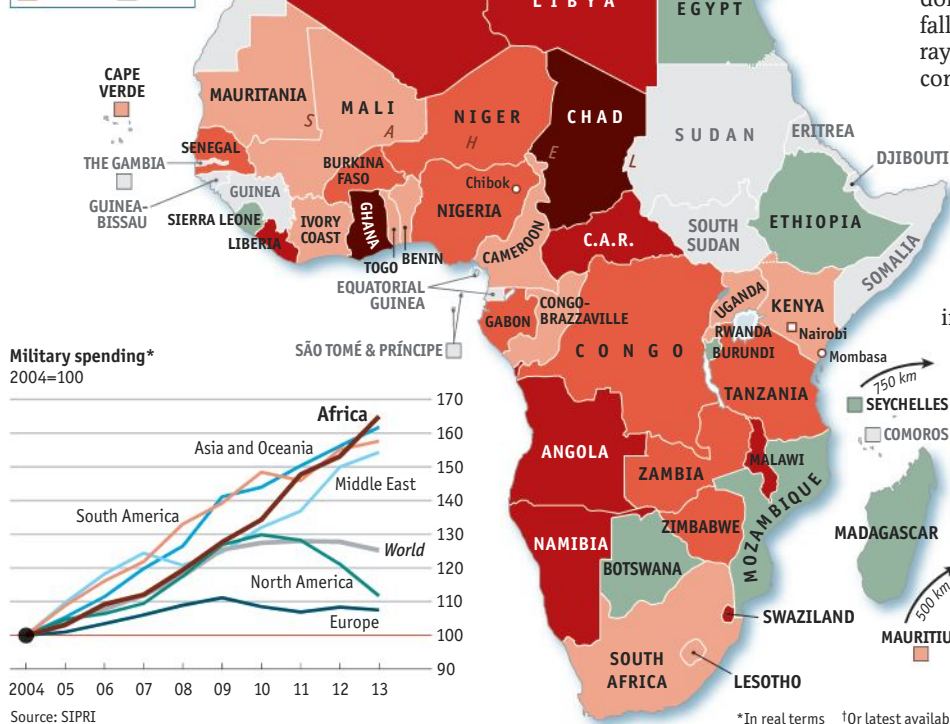 LIBYA
EGYPT
CAPE
VERDE
MAURITANIA
MALI
NIGER
CHAD
SUDAN
ERITREA
DJIBOUTI
S A H E L
SENEGAL
THE GAMBIA
BURKINA
FASO
Chibok
GUINEA
GUINEA-
BISSAU
SIERRA LEONE
LIBERIA
IVORY
COAST
GHANA
TOGO
BENIN
NIGERIA
CAMEROON
C.A.R.
SOUTH
SUDAN
ETHIOPIA
SOMALIA
EQUATORIAL
GUINEA
GABON
CONGO-
BRAZZAVILLE
CONGO
UGANDA
KENYA
RWANDA
Nairobi
BURUNDI
Mombasa
SÃO TOMÉ & PRÍNCIPE
TANZANIA
750 km
SEYCHELLES
COMOROS
ANGOLA
ZAMBIA
MALAWI
MOZAMBIQUE
ZIMBABWE
NAMIBIA
BOTSWANA
MADAGASCAR
500 km
SWAZILAND
SOUTH
AFRICA
LESOTHO
Military spending*
2004=100
170
160
150
140
130
120
110
100
90
Africa
Asia and Oceania
Middle East
South America
World
North America
Europe
2004 05 06 07 08 09 10 11 12 13
Source: SIPRI
*In real terms †Or latest